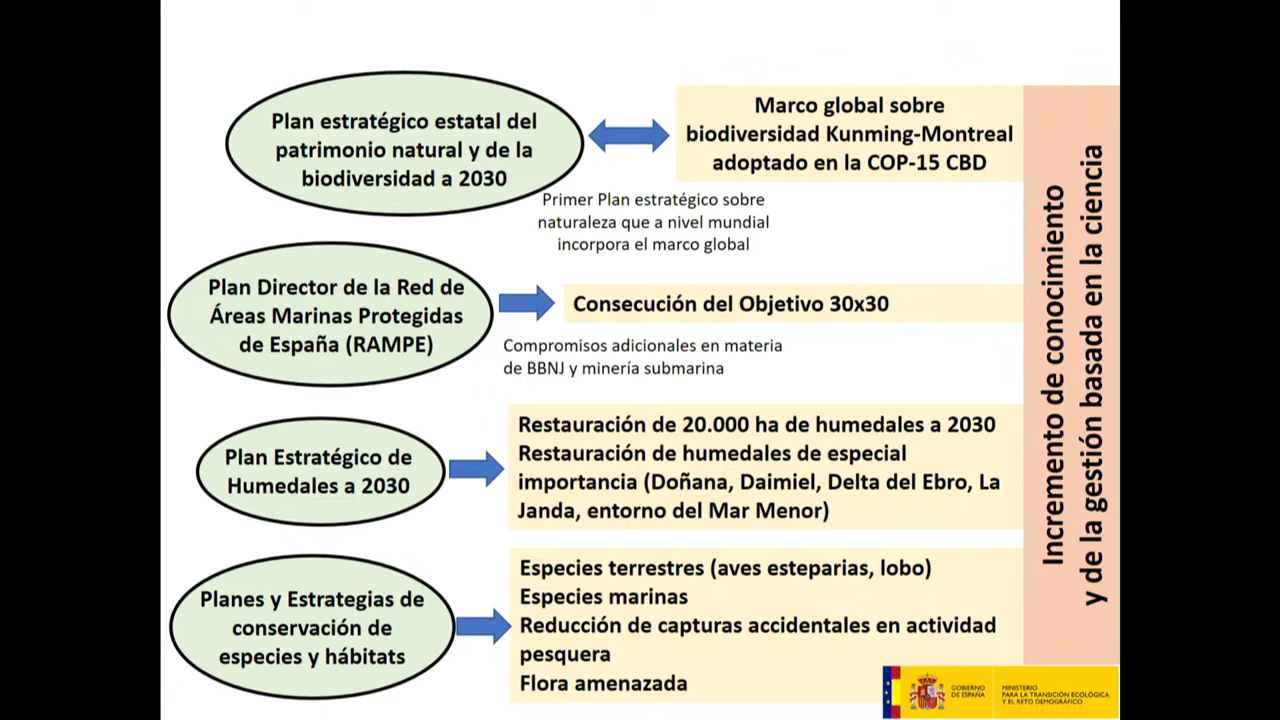 Plan estratégico estatal del
patrimonio natural y de la
biodiversidad a 2030
Marco global sobre
biodiversidad Kunming-Montreal
adoptado en la COP-15 CBD
Primer Plan estratégico sobre
naturaleza que a nivel mundial
incorpora el marco global
Plan Director de la Red de
Áreas Marinas Protegidas
de España (RAMPE)
Consecución del Objetivo 30x30
Compromisos adicionales en materia
de BBNJ y minería submarina
Plan Estratégico de
Humedales a 2030
Restauración de 20.000 ha de humedales a 2030
Restauración de humedales de especial
importancia (Doñana, Daimiel, Delta del Ebro, La
Janda, entorno del Mar Menor)
Planes y Estrategias de
conservación de
especies y hábitats
Especies terrestres (aves esteparias, lobo)
Especies marinas
Reducción de capturas accidentales en actividad
pesquera
Flora amenazada
Incremento de conocimiento
y de la gestión basada en la ciencia
GOBIERNO
DE ESPAÑA
MINISTERIO
PARA LA TRANSICIÓN ECOLÓGICA
Y EL RETO DEMOGRÁFICO